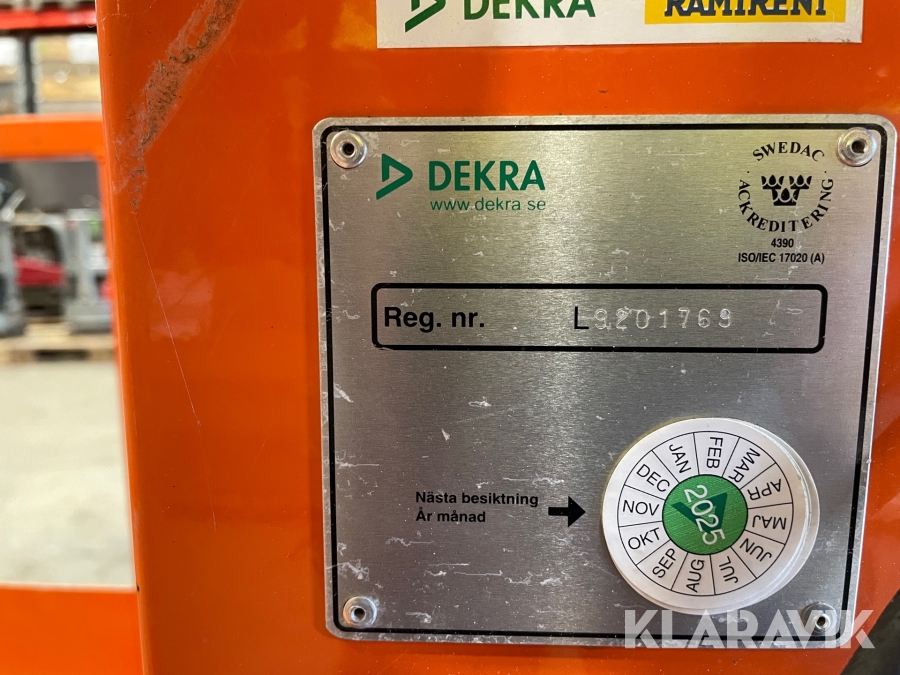 DEKRA
RAMIRENT
DEKRA
www.dekra.se
SWEDAC
ACKREDITERING
4390
ISO/IEC 17020 (A)
Reg. nr. L9201769
Nästa besiktning
År månad
JAN
FEB
MAR
APR
MAJ
JUN
JUL
AUG
SEP
OKT
NOV
DEC
2025
KLARAVIK